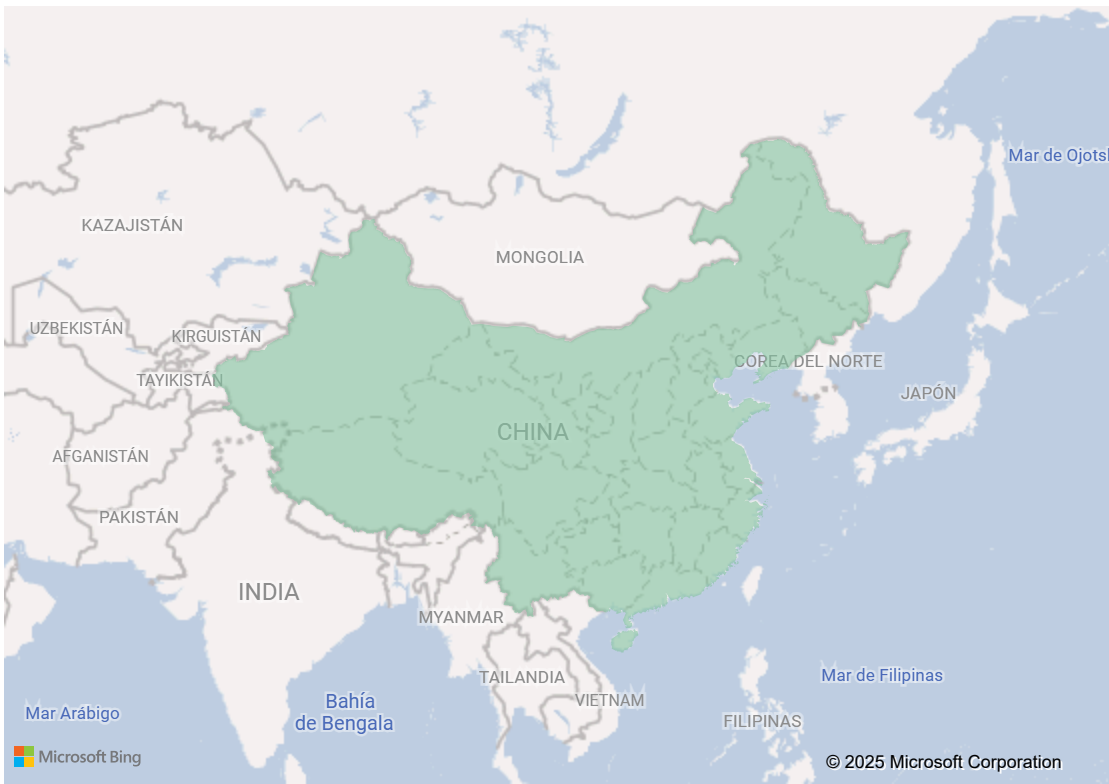 Mar de Ojotsk
KAZAJISTÁN
MONGOLIA
UZBEKISTÁN
KIRGUISTÁN
COREA DEL NORTE
TAYIKISTÁN
JAPÓN
CHINA
AFGANISTÁN
PAKISTÁN
INDIA
MYANMAR
TAILANDIA
Mar de Filipinas
Bahía
de Bengala
VIETNAM
Mar Arábigo
FILIPINAS
Microsoft Bing
© 2025 Microsoft Corporation